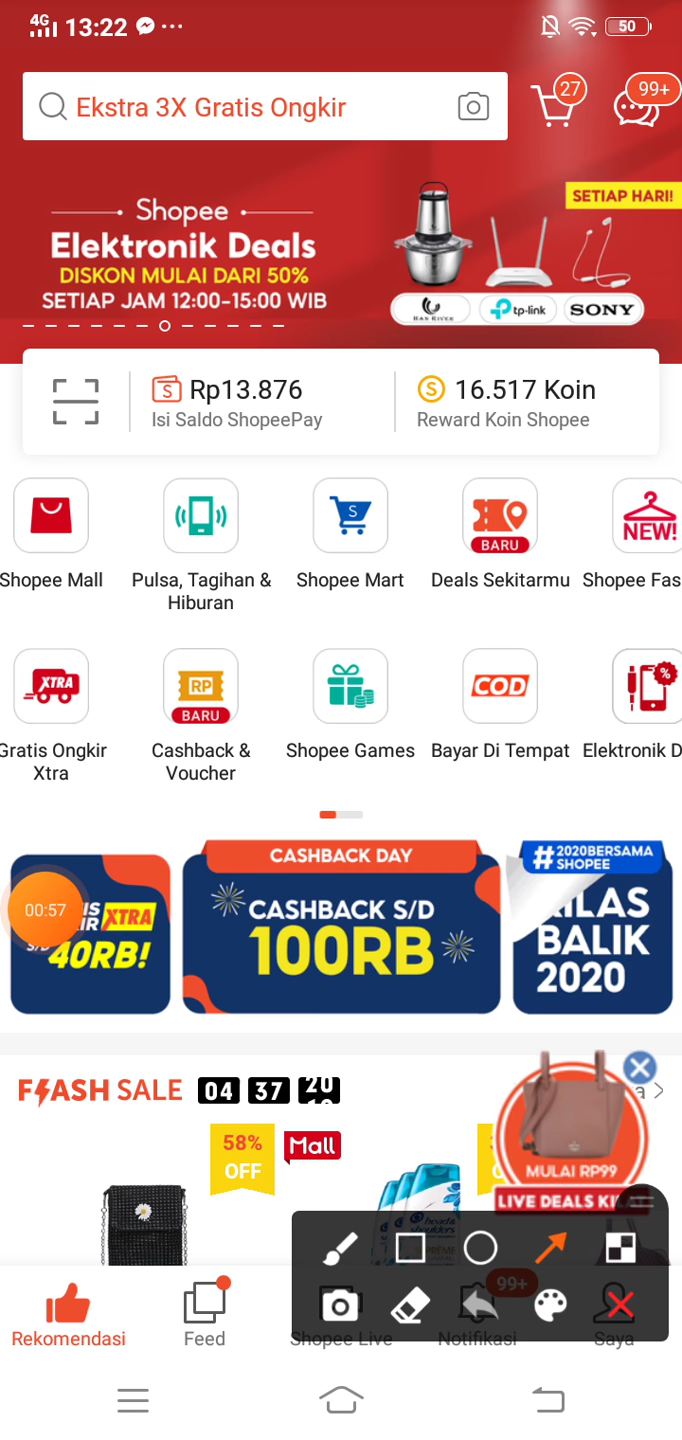 4G 13:22 50
Ekstra 3X Gratis Ongkir
27
99+
SETIAP HARI!
Shopee
Elektronik Deals
DISKON MULAI DARI 50%
SETIAP JAM 12:00-15:00 WIB
HAN RIVER tp-link SONY
Rp13.876
Isi Saldo ShopeePay
16.517 Koin
Reward Koin Shopee
BARU
NEW!
Shopee Mall
Pulsa, Tagihan &
Hiburan
Shopee Mart
Deals Sekitarmu
Shopee Fas
XTRA
RP
BARU
COD
Gratis Ongkir
Xtra
Cashback &
Voucher
Shopee Games
Bayar Di Tempat
Elektronik D
00:57
XTRA
40RB!
CASHBACK DAY
CASHBACK S/D
100RB
#2020BERSAMA
SHOPEE
KILAS
BALIK
2020
FLASH SALE 04 37
58%
OFF
Mall
head &
shoulders
SUPREME
MULAI RP99
LIVE DEALS
99+
Rekomendasi
Feed
Shopee Live
Notifikasi
Saya